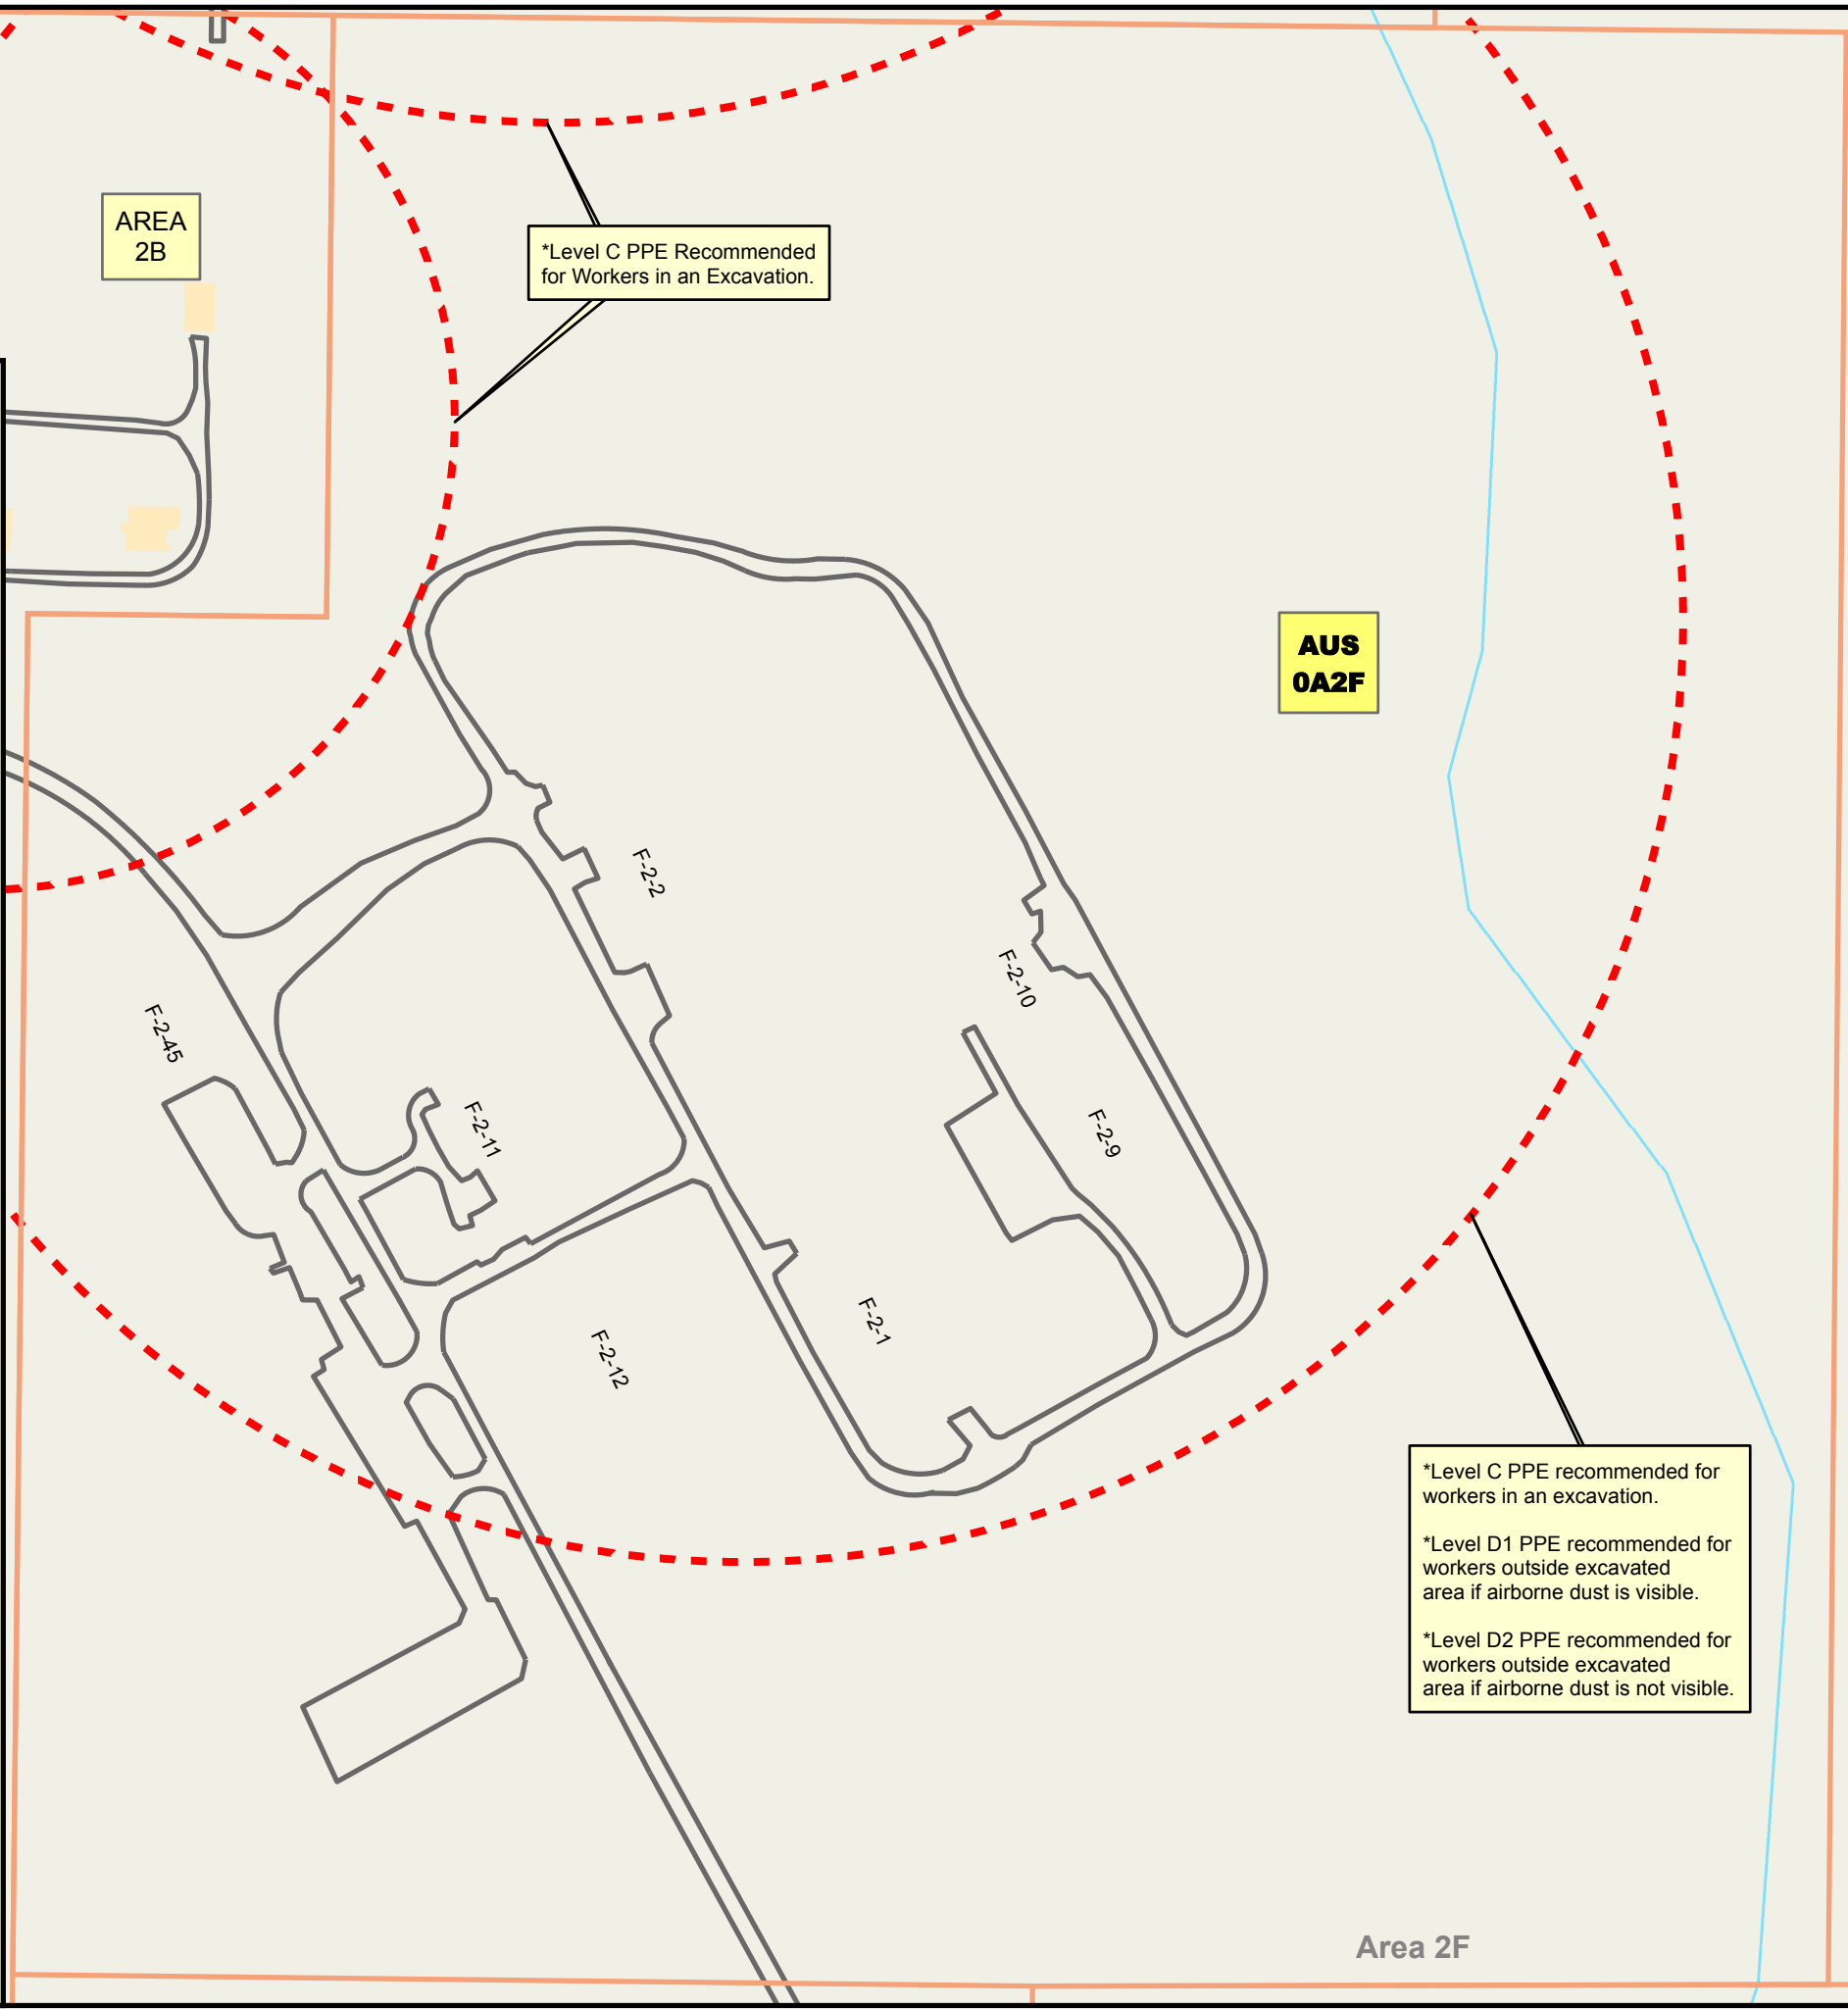 AREA
2B
*Level C PPE Recommended
for Workers in an Excavation.
AUS
0A2F
F-2-2
F-2-10
F-2-45
F-2-11
F-2-9
F-2-1
F-2-12
*Level C PPE recommended for
workers in an excavation.
*Level D1 PPE recommended for
workers outside excavated
area if airborne dust is visible.
*Level D2 PPE recommended for
workers outside excavated
area if airborne dust is not visible.
Area 2F